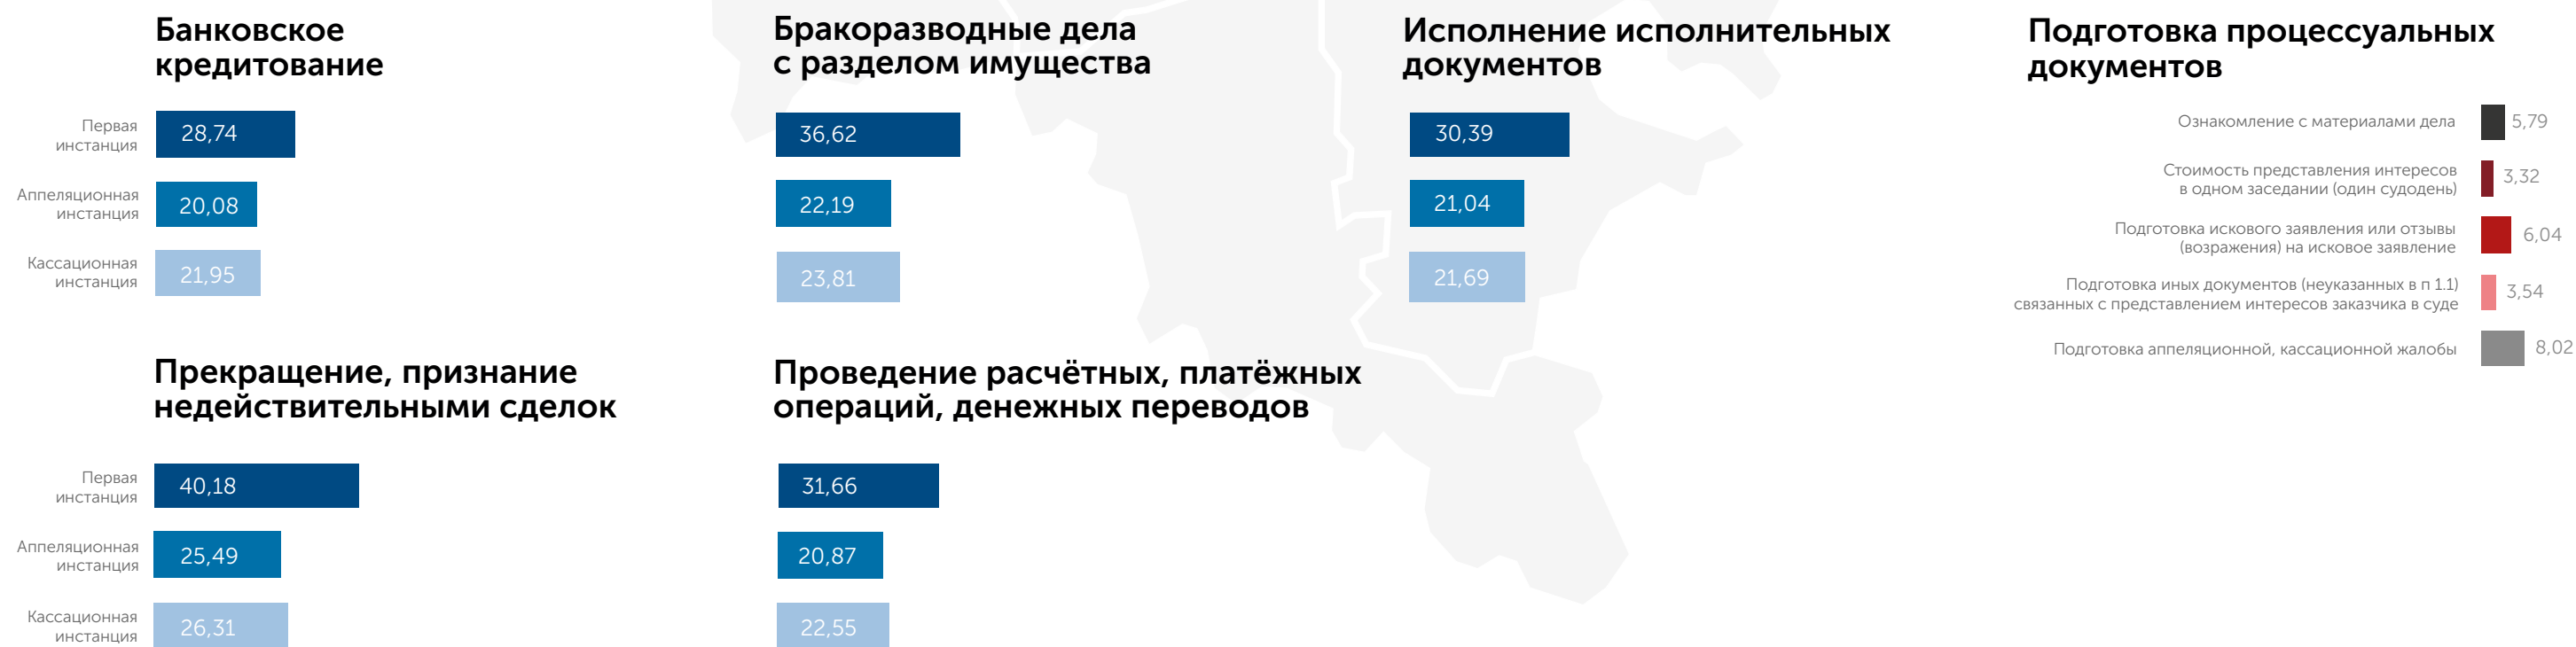 Банковское
кредитование
Первая
инстанция
28,74
Аппеляционная
инстанция
20,08
Кассационная
инстанция
21,95
Бракоразводные дела
с разделом имущества
36,62
22,19
23,81
Исполнение исполнительных
документов
30,39
21,04
21,69
Подготовка процессуальных
документов
Ознакомление с материалами дела
5,79
Стоимость представления интересов
в одном заседании (один судодень)
3,32
Подготовка искового заявления или отзывы
(возражения) на исковое заявление
6,04
Подготовка иных документов (неуказанных в п 1.1)
связанных с представлением интересов заказчика в суде
3,54
Подготовка аппеляционной, кассационной жалобы
8,02
Прекращение, признание
недействительными сделок
Первая
инстанция
40,18
Аппеляционная
инстанция
25,49
Кассационная
инстанция
26,31
Проведение расчётных, платёжных
операций, денежных переводов
31,66
20,87
22,55